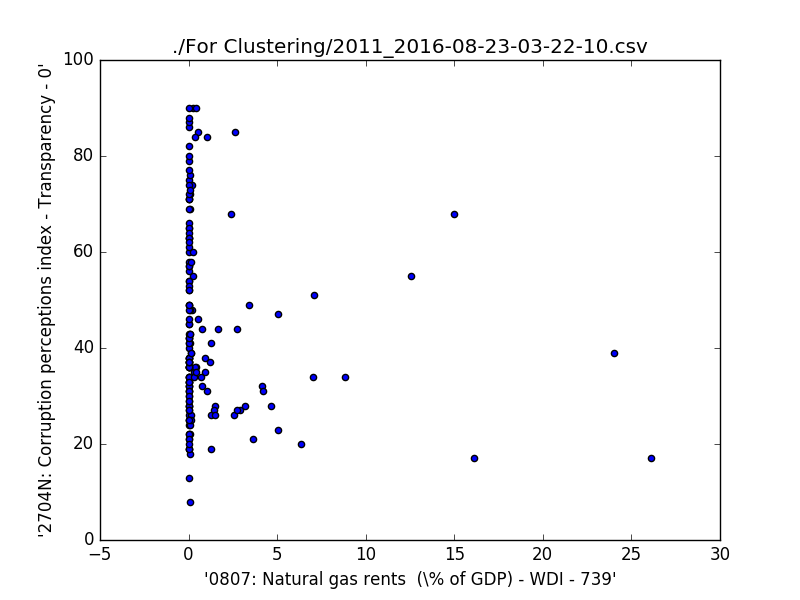 ./For Clustering/2011_2016-08-23-03-22-10.csv
'2704N: Corruption perceptions index - Transparency - 0'
100
80
60
40
20
0
−5 0 5 10 15 20 25 30
'0807: Natural gas rents  (\% of GDP) - WDI - 739'